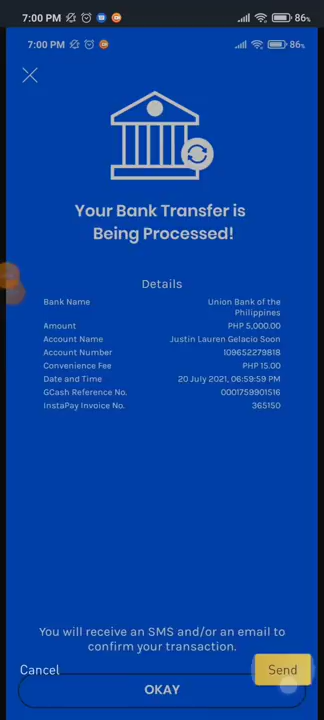 7:00 PM 86%
7:00 PM 86%
Your Bank Transfer is
Being Processed!
Details
Bank Name Union Bank of the
Philippines
Amount PHP 5,000.00
Account Name Justin Lauren Gelacio Soon
Account Number 109652279818
Convenience Fee PHP 15.00
Date and Time 20 July 2021, 06:59:59 PM
GCash Reference No. 0001759901516
InstaPay Invoice No. 365150
You will receive an SMS and/or an email to
confirm your transaction.
Cancel Send
OKAY